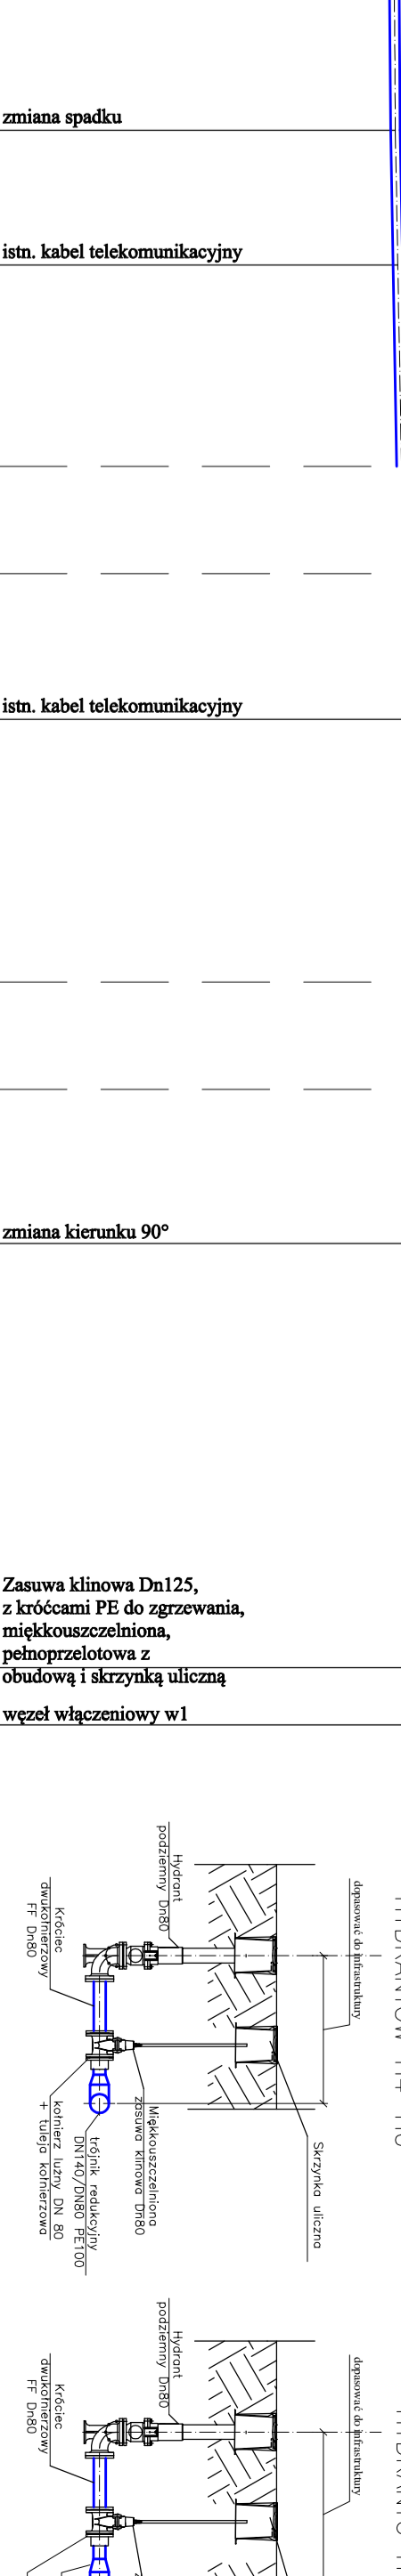 zmiana spadku
istn. kabel telekomunikacyjny
istn. kabel telekomunikacyjny
zmiana kierunku 90°
Zasuwa klinowa Dn125,
z króćcami PE do zgrzewania,
miękkouszczelniona,
pełnoprzelotowa z
obudową i skrzynką uliczną
węzeł włączeniowy w1
dopasować do infrastruktury
Hydrant
podziemny Dn80
Króciec
dwukołnierzowy
FF Dn80
Miękkouszczelniona
zasuwa klinowa Dn80
Skrzynka uliczna
trójnik redukcyjny
DN140/DN80 PE100
kołnierz luźny DN 80
+ tuleja kołnierzowa
dopasować do infrastruktury
Hydrant
podziemny Dn80
Króciec
dwukołnierzowy
FF Dn80